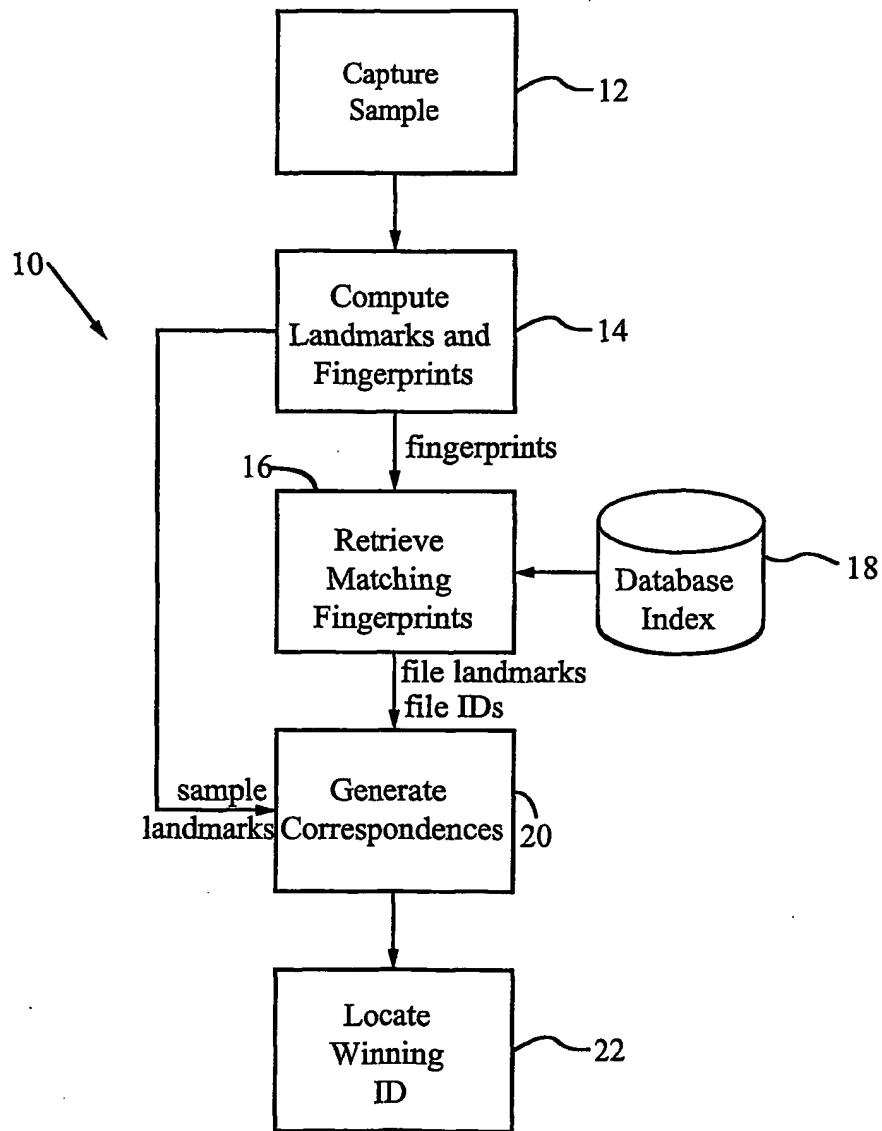 Capture
Sample
12
10
Compute
Landmarks and
Fingerprints
14
fingerprints
16
Retrieve
Matching
Fingerprints
Database
Index
18
file landmarks
file IDs
sample
landmarks
Generate
Correspondences
20
Locate
Winning
ID
22